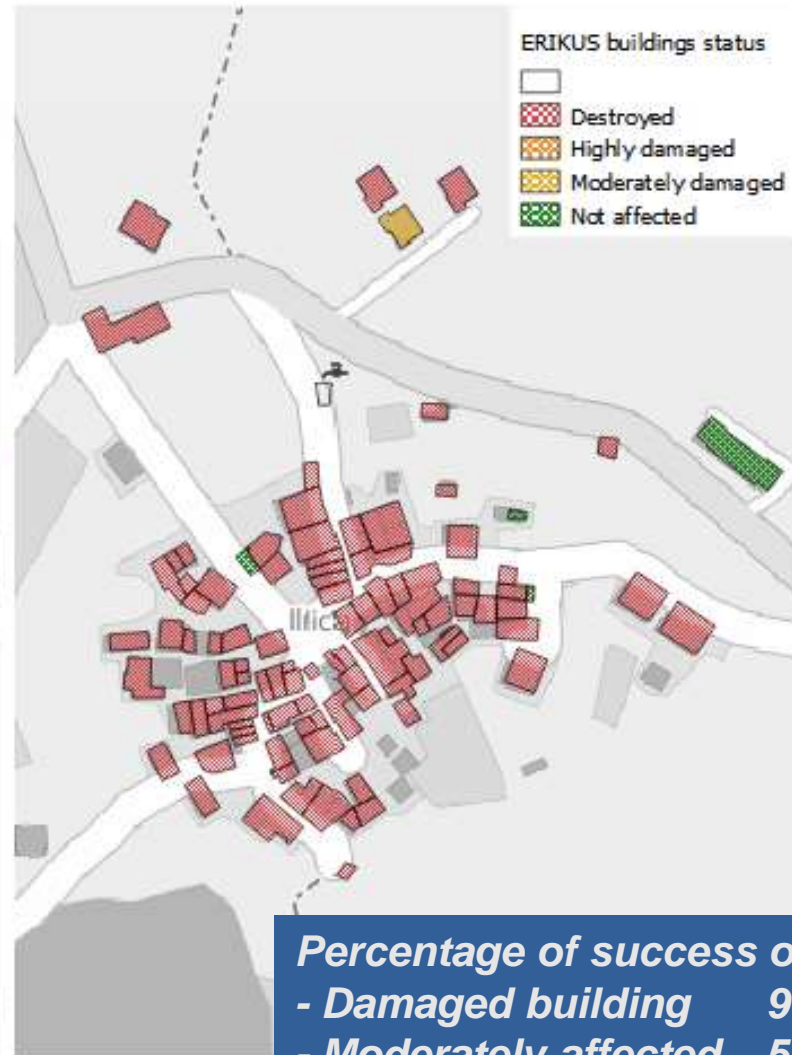 ERIKUS buildings status
Destroyed
Highly damaged
Moderately damaged
Not affected
Percentage of success
- Damaged building 9
- Moderately affected 5